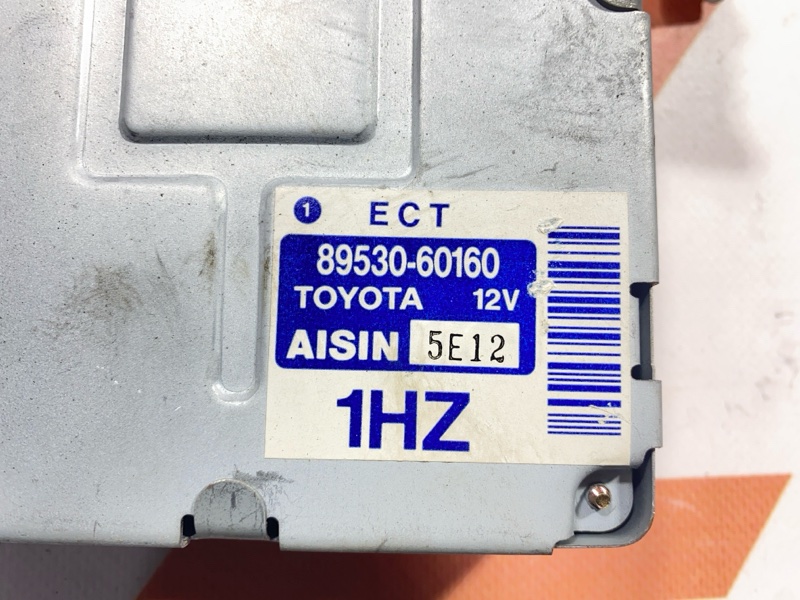 1 ECT
89530-60160
TOYOTA 12V
AISIN 5E12
1HZ